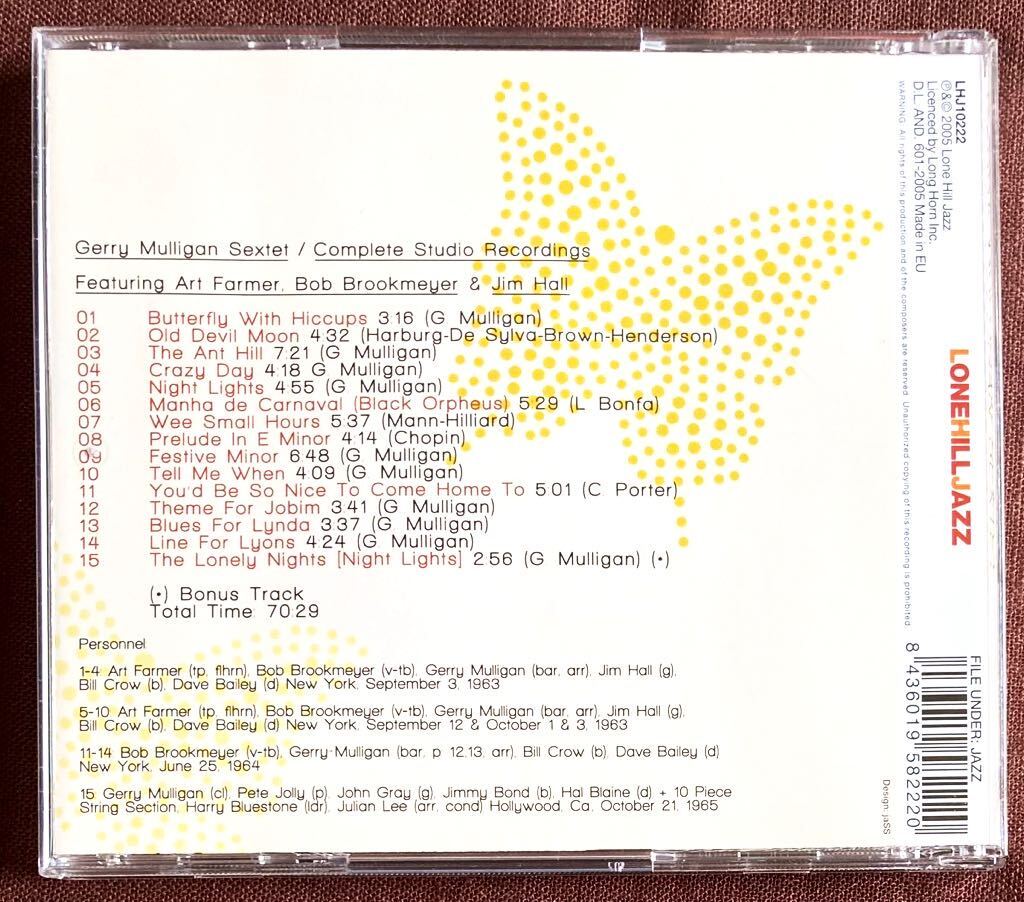 Gerry Mulligan Sextet / Complete Studio Recordings
Featuring Art Farmer, Bob Brookmeyer & Jim Hall
01 Butterfly With Hiccups 3:16 (G Mulligan)
02 Old Devil Moon 4:32 (Harburg-De Sylva-Brown-Henderson)
03 The Ant Hill 7:21 (G Mulligan)
04 Crazy Day 4:18 G Mulligan)
05 Night Lights 4:55 (G Mulligan)
06 Manha de Carnaval (Black Orpheus) 5:29 (L Bonfa)
07 Wee Small Hours 5:37 (Mann-Hilliard)
08 Prelude In E Minor 4:14 (Chopin)
09 Festive Minor 6:48 (G Mulligan)
10 Tell Me When 4:09 (G Mulligan)
11 You'd Be So Nice To Come Home To 5:01 (C Porter)
12 Theme For Jobim 3:41 (G Mulligan)
13 Blues For Lynda 3:37 (G Mulligan)
14 Line For Lyons 4:24 (G Mulligan)
15 The Lonely Nights [Night Lights] 2:56 (G Mulligan) (•)
(•) Bonus Track
Total Time: 70:29
Personnel
1-4 Art Farmer (tp, flhrn), Bob Brookmeyer (v-tb), Gerry Mulligan (bar, arr), Jim Hall (g),
Bill Crow (b), Dave Bailey (d) New York, September 3, 1963
5-10 Art Farmer (tp, flhrn), Bob Brookmeyer (v-tb), Gerry Mulligan (bar, arr), Jim Hall (g),
Bill Crow (b), Dave Bailey (d) New York, September 12 & October 1 & 3, 1963
11-14 Bob Brookmeyer (v-tb), Gerry Mulligan (bar, p 12,13, arr), Bill Crow (b), Dave Bailey (d)
New York, June 25, 1964
15 Gerry Mulligan (cl), Pete Jolly (p), John Gray (g), Jimmy Bond (b), Hal Blaine (d) + 10 Piece
String Section, Harry Bluestone (ldr), Julian Lee (arr, cond) Hollywood, Ca, October 21, 1965
LHJ10222
℗&© 2005 Lone Hill Jazz
Licenced by Long Horn Inc.
D.L. AND. 601-2005 Made in EU
WARNING: All rights of this production and of the composers are reserved. Unauthorized copying of this recording is prohibited.
LONEHILLJAZZ
FILE UNDER: JAZZ
8 436019 582220
Design: jaSS